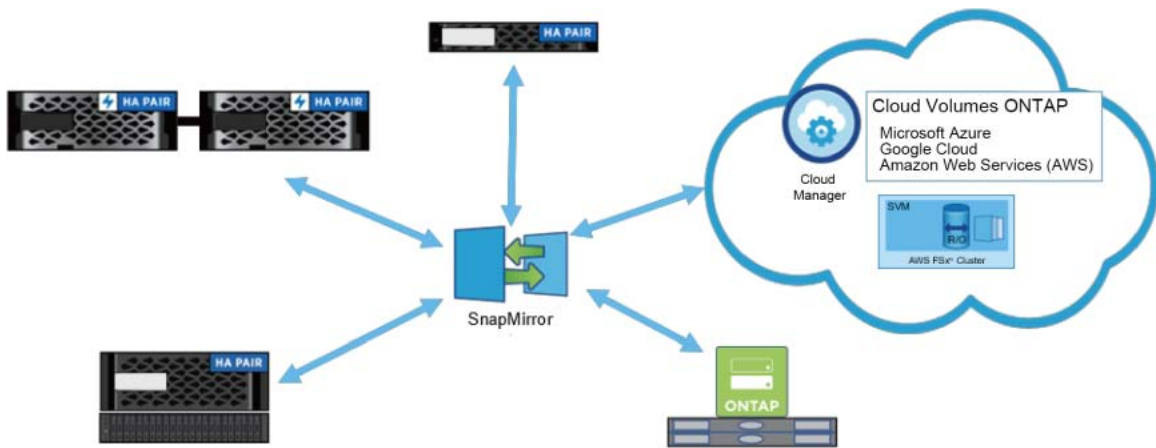 HA PAIR
HA PAIR
HA PAIR
Cloud Volumes ONTAP
Microsoft Azure
Google Cloud
Amazon Web Services (AWS)
Cloud
Manager
SVM
R/O
AWS FSxⁿ Cluster
SnapMirror
HA PAIR
ONTAP